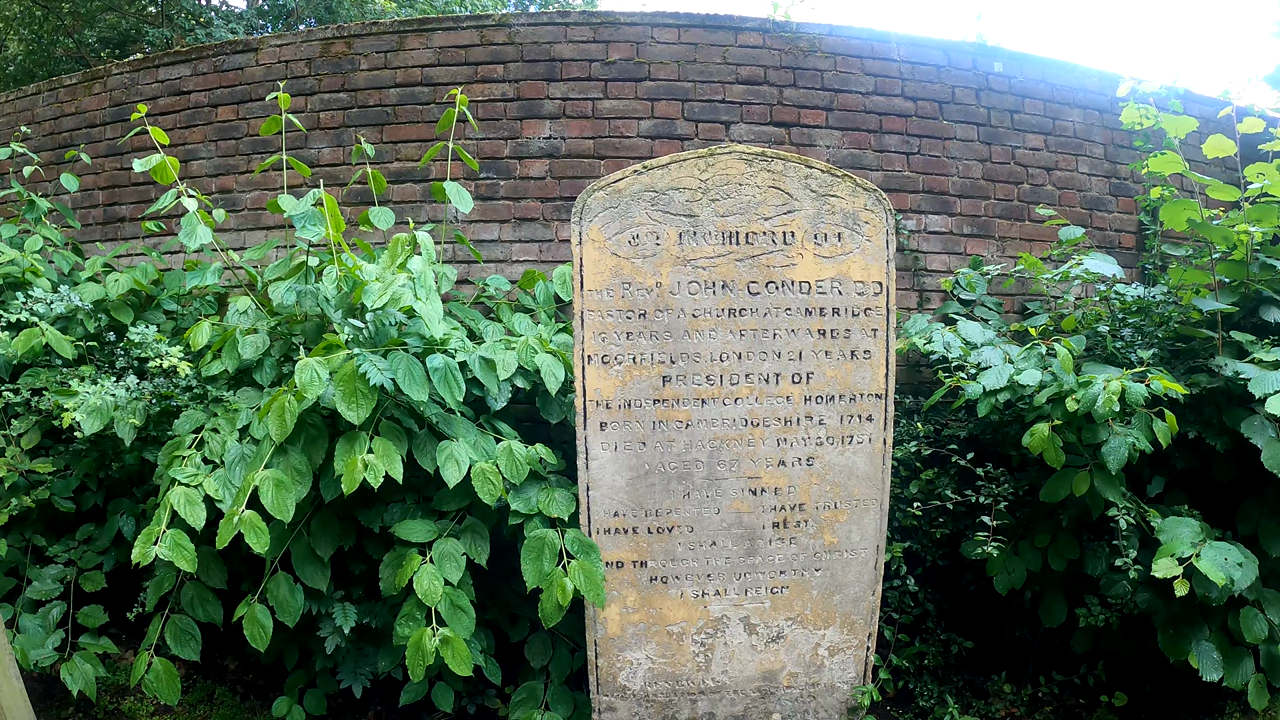 IN MEMORY OF
THE REVD JOHN CONDER D D
PASTOR OF A CHURCH AT CAMBRIDGE
YEARS AND AFTERWARDS AT
MOORFIELDS LONDON 21 YEARS
PRESIDENT OF
THE INDEPENDENT COLLEGE HOMERTON
BORN IN CAMBRIDGESHIRE 1714
DIED AT HACKNEY MAY 30, 1781
AGED 67 YEARS
I HAVE SINNED
I HAVE REPENTED I HAVE TRUSTED
I HAVE LOVED I REST
I SHALL RISE
AND THROUGH THE GRACE OF CHRIST
HOWEVER UNWORTHY
I SHALL REIGN